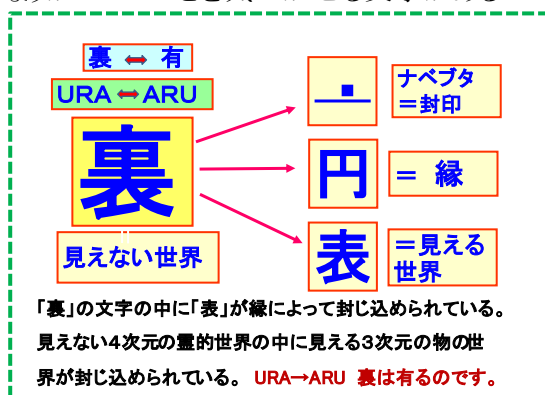 裏 ⇔ 有
URA⇔ARU
裏
見えない世界
亠
ナベブタ
＝封印
円
＝ 縁
表
＝見える
世界
「裏」の文字の中に「表」が縁によって封じ込められている。
見えない４次元の霊的世界の中に見える３次元の物の世
界が封じ込められている。 URA→ARU 裏は有るのです。